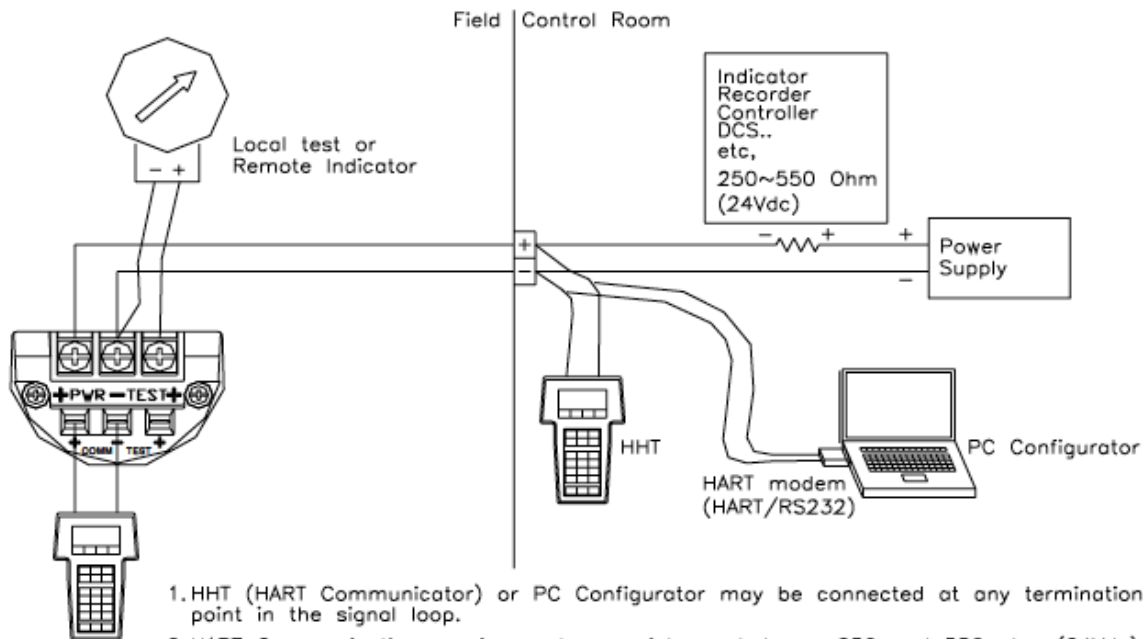 Field
Control Room
Indicator
Recorder
Controller
DCS..
etc,
250~550 Ohm
(24Vdc)
Local test or
Remote Indicator
- +
- +
+
+
-
-
Power
Supply
+PWR-TEST+
+ - +
COMM TEST
HHT
PC Configurator
HART modem
(HART/RS232)
1. HHT (HART Communicator) or PC Configurator may be connected at any termination
point in the signal loop.